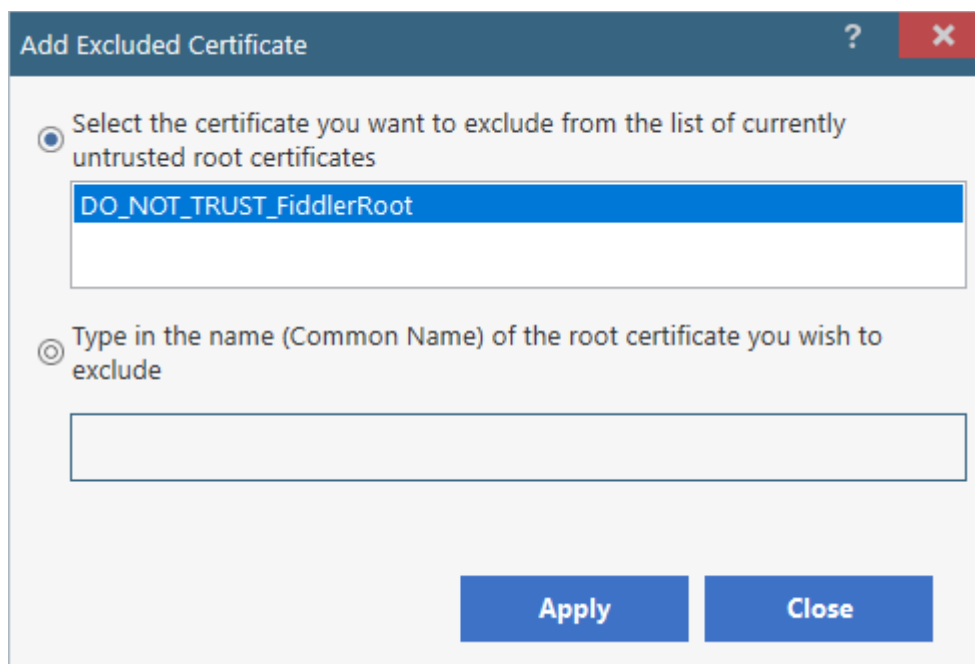 Add Excluded Certificate
?
Select the certificate you want to exclude from the list of currently
untrusted root certificates
DO_NOT_TRUST_FiddlerRoot
Type in the name (Common Name) of the root certificate you wish to
exclude
Apply
Close